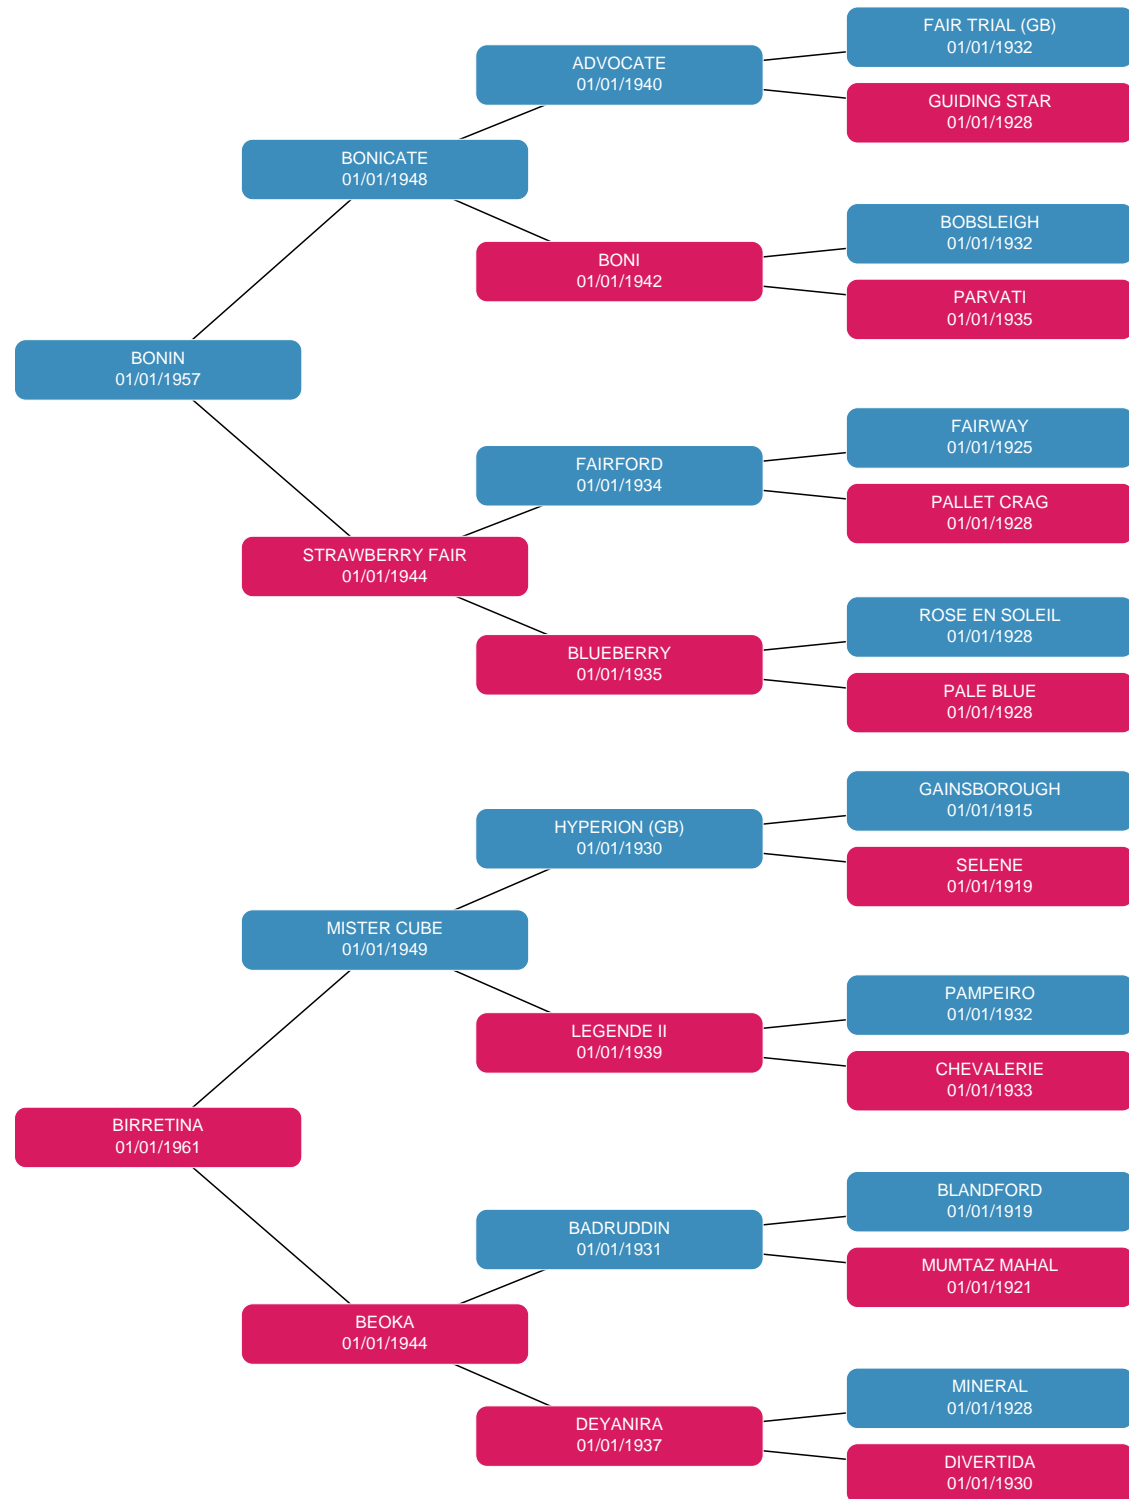 FAIR TRIAL (GB)
01/01/1932
ADVOCATE
01/01/1940
GUIDING STAR
01/01/1928
BONICATE
01/01/1948
BOBSLEIGH
01/01/1932
BONI
01/01/1942
PARVATI
01/01/1935
BONIN
01/01/1957
FAIRWAY
01/01/1925
FAIRFORD
01/01/1934
PALLET CRAG
01/01/1928
STRAWBERRY FAIR
01/01/1944
ROSE EN SOLEIL
01/01/1928
BLUEBERRY
01/01/1935
PALE BLUE
01/01/1928
GAINSBOROUGH
01/01/1915
HYPERION (GB)
01/01/1930
SELENE
01/01/1919
MISTER CUBE
01/01/1949
PAMPEIRO
01/01/1932
LEGENDE II
01/01/1939
CHEVALERIE
01/01/1933
BIRRETINA
01/01/1961
BLANDFORD
01/01/1919
BADRUDDIN
01/01/1931
MUMTAZ MAHAL
01/01/1921
BEOKA
01/01/1944
MINERAL
01/01/1928
DEYANIRA
01/01/1937
DIVERTIDA
01/01/1930